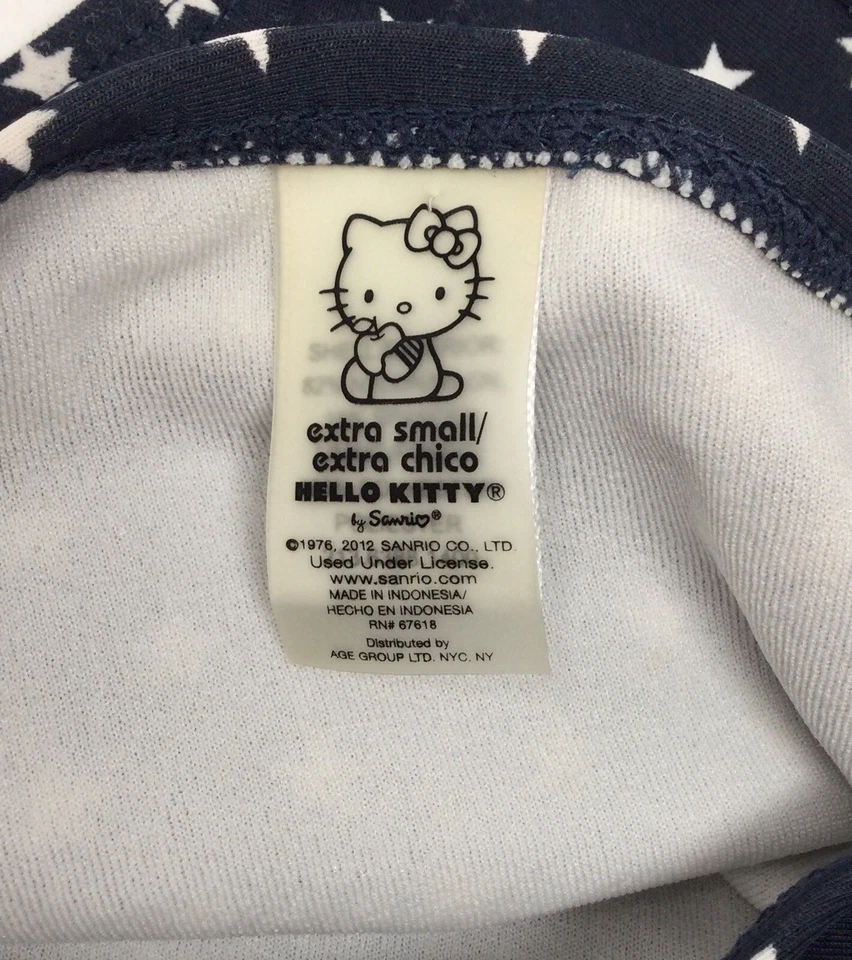 extra small/
extra chico
HELLO KITTY®
by Sanrio®
©1976, 2012 SANRIO CO., LTD.
Used Under License.
www.sanrio.com
MADE IN INDONESIA/
HECHO EN INDONESIA
RN# 67618
Distributed by
AGE GROUP LTD. NYC, NY